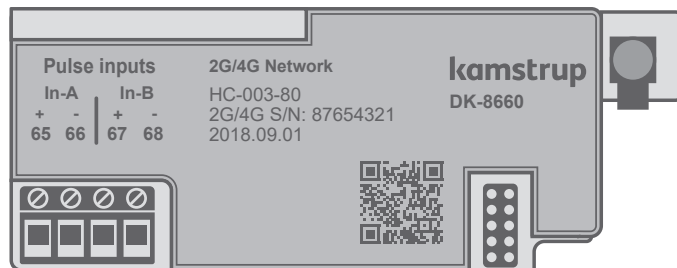 Pulse inputs
In-A In-B
+ - + -
65 66 67 68
2G/4G Network
HC-003-80
2G/4G S/N: 87654321
2018.09.01
kamstrup
DK-8660